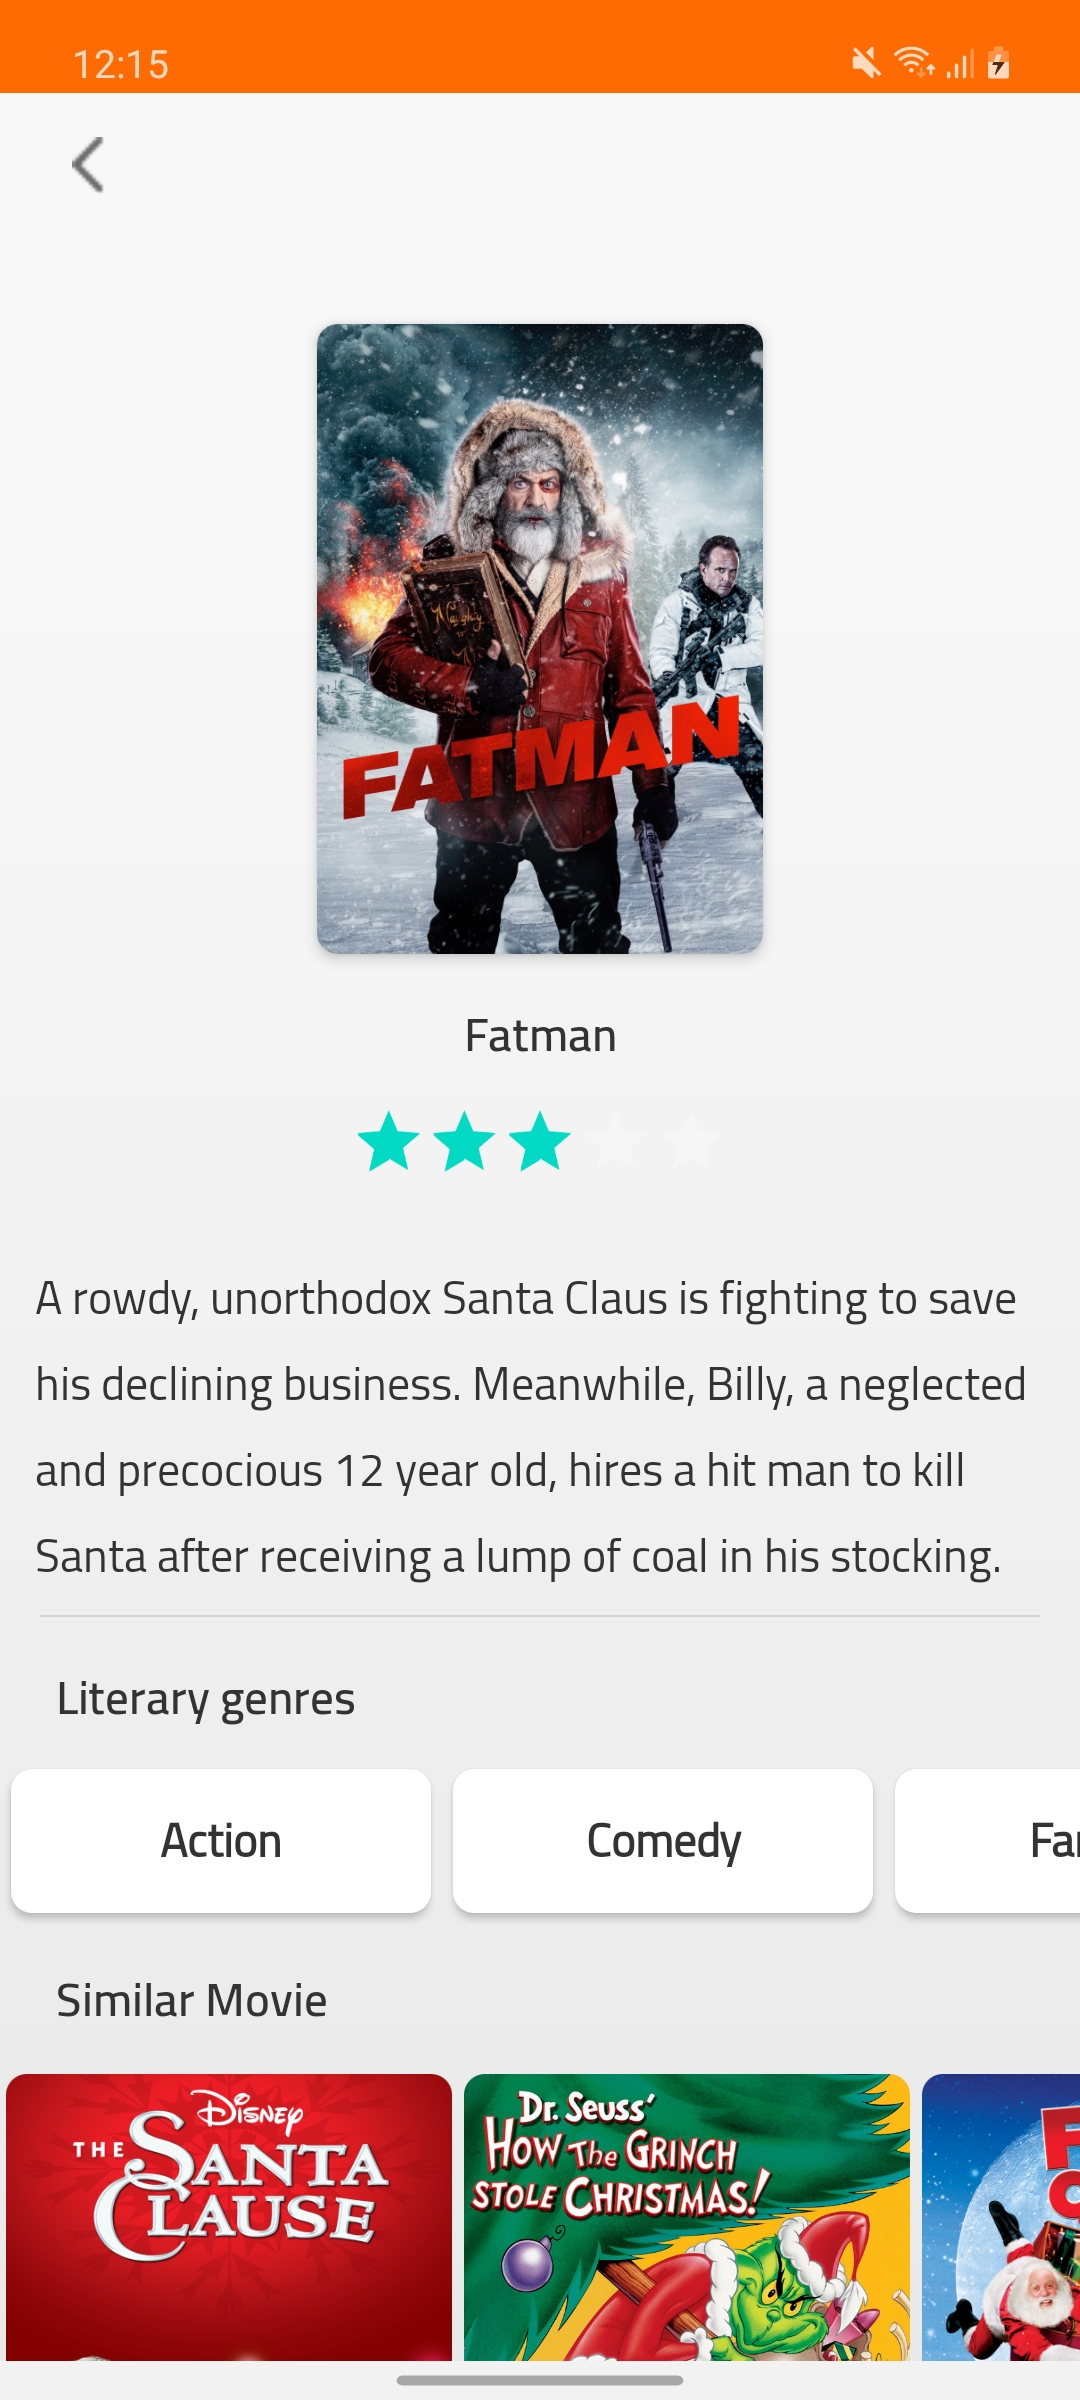 12:15
Naughty
FATMAN
Fatman
A rowdy, unorthodox Santa Claus is fighting to save
his declining business. Meanwhile, Billy, a neglected
and precocious 12 year old, hires a hit man to kill
Santa after receiving a lump of coal in his stocking.
Literary genres
Action
Comedy
Similar Movie
Disney
THE SANTA
CLAUSE
Dr. Seuss'
HOW The GRINCH
STOLE CHRISTMAS!